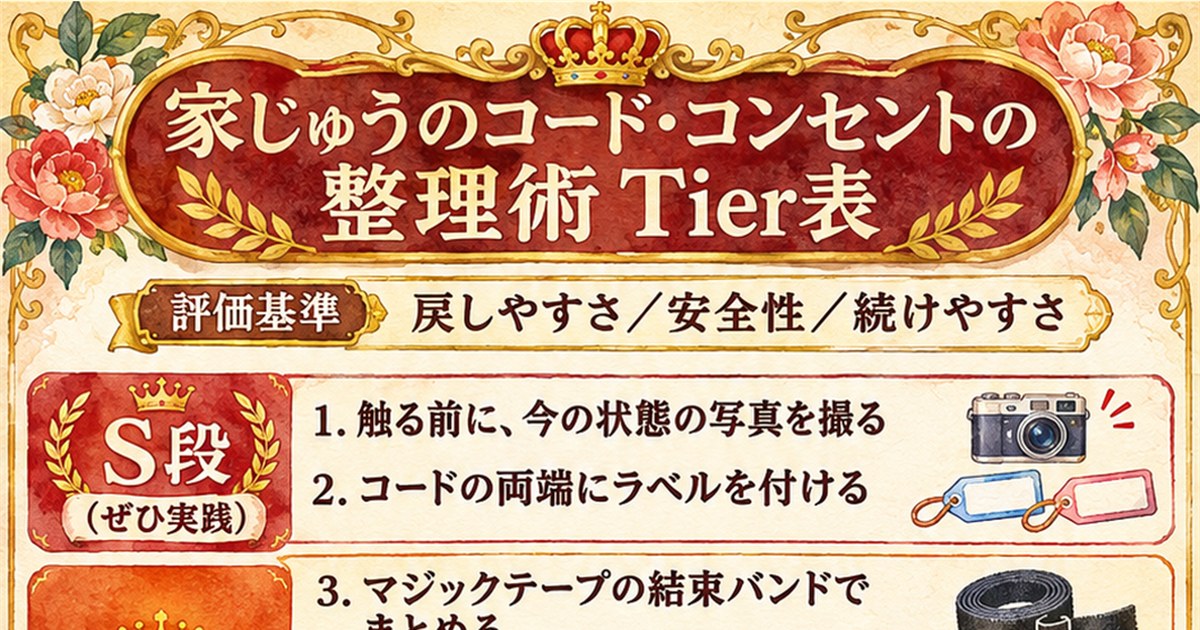 家じゅうのコード・コンセントの
整理術 Tier表
評価基準
戻しやすさ／安全性／続けやすさ
S段
（ぜひ実践）
1. 触る前に、今の状態の写真を撮る
2. コードの両端にラベルを付ける
3. マジックテープの結束バンドで
まとめる